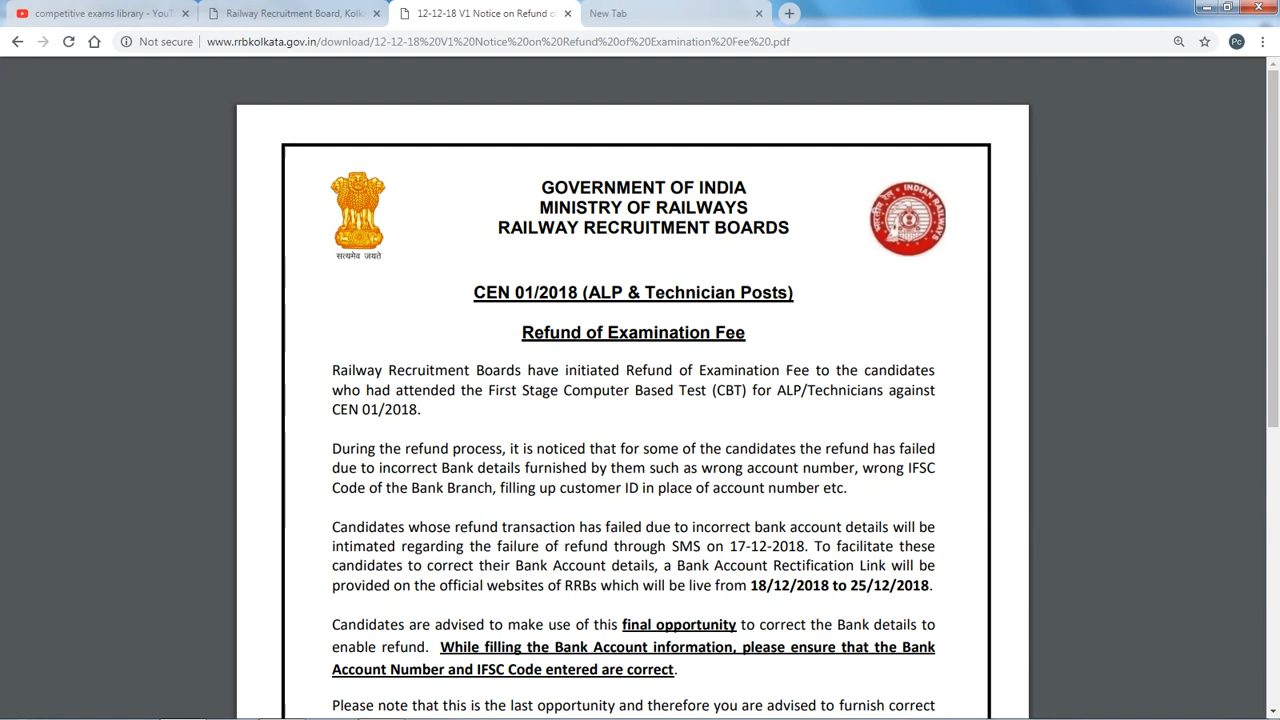 competitive exams library - YouT
Railway Recruitment Board, Kolk
12-12-18 V1 Notice on Refund o
New Tab
Not secure
www.rrbkolkata.gov.in/download/12-12-18%20V1%20Notice%20on%20Refund%20of%20Examination%20Fee%20.pdf
Pc
GOVERNMENT OF INDIA
MINISTRY OF RAILWAYS
RAILWAY RECRUITMENT BOARDS
सत्यमेव जयते
INDIAN RAILWAYS
भारतीय रेल
CEN 01/2018 (ALP & Technician Posts)
Refund of Examination Fee
Railway Recruitment Boards have initiated Refund of Examination Fee to the candidates
who had attended the First Stage Computer Based Test (CBT) for ALP/Technicians against
CEN 01/2018.
During the refund process, it is noticed that for some of the candidates the refund has failed
due to incorrect Bank details furnished by them such as wrong account number, wrong IFSC
Code of the Bank Branch, filling up customer ID in place of account number etc.
Candidates whose refund transaction has failed due to incorrect bank account details will be
intimated regarding the failure of refund through SMS on 17-12-2018. To facilitate these
candidates to correct their Bank Account details, a Bank Account Rectification Link will be
provided on the official websites of RRBs which will be live from 18/12/2018 to 25/12/2018.
Candidates are advised to make use of this final opportunity to correct the Bank details to
enable refund. While filling the Bank Account information, please ensure that the Bank
Account Number and IFSC Code entered are correct.
Please note that this is the last opportunity and therefore you are advised to furnish correct